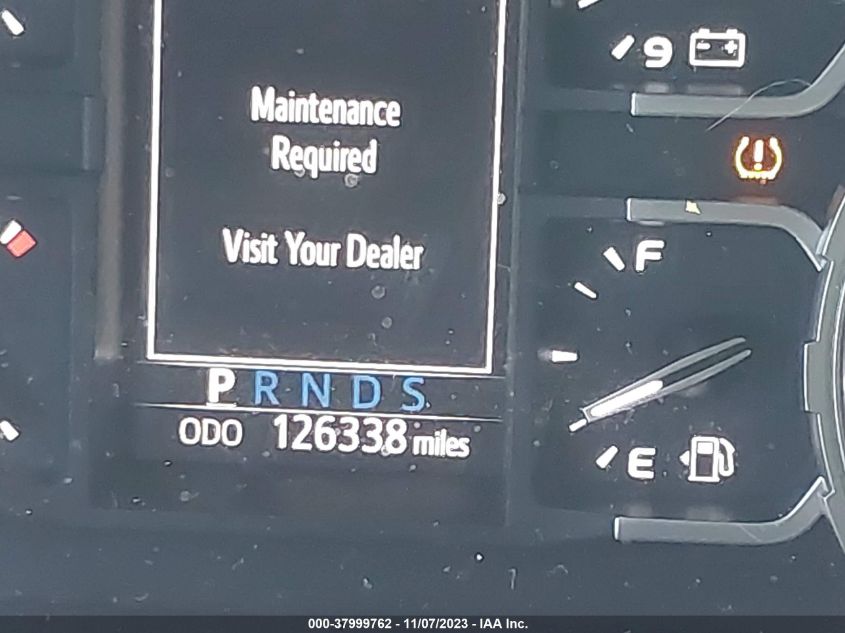 9
Maintenance
Required
Visit Your Dealer
F
P R N D S
ODO 126338 miles
E
000-37999762 - 11/07/2023 - IAA Inc.